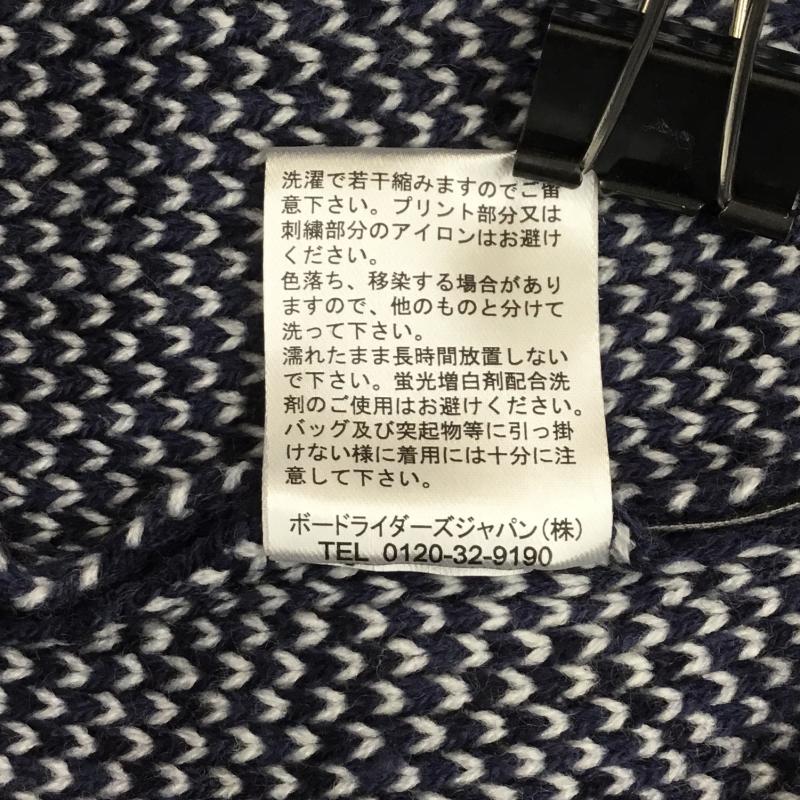 洗濯で若干縮みますのでご留
意下さい。プリント部分又は
刺繍部分のアイロンはお避け
ください。
色落ち、移染する場合があり
ますので、他のものと分けて
洗って下さい。
濡れたまま長時間放置しない
で下さい。蛍光増白剤配合洗
剤のご使用はお避けください。
バッグ及び突起物等に引っ掛
けない様に着用には十分に注
意して下さい。
ボードライダーズジャパン(株)
TEL 0120-32-9190